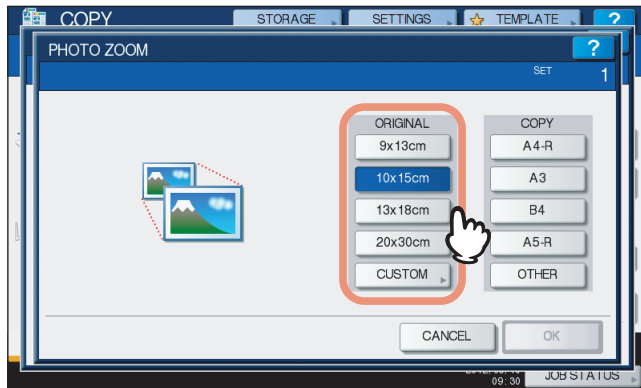 COPY STORAGE SETTINGS TEMPLATE ?
PHOTO ZOOM ?
SET 1
ORIGINAL COPY
9x13cm A4-R
10x15cm A3
13x18cm B4
20x30cm A5-R
CUSTOM OTHER
CANCEL OK
09:30 JOB STATUS